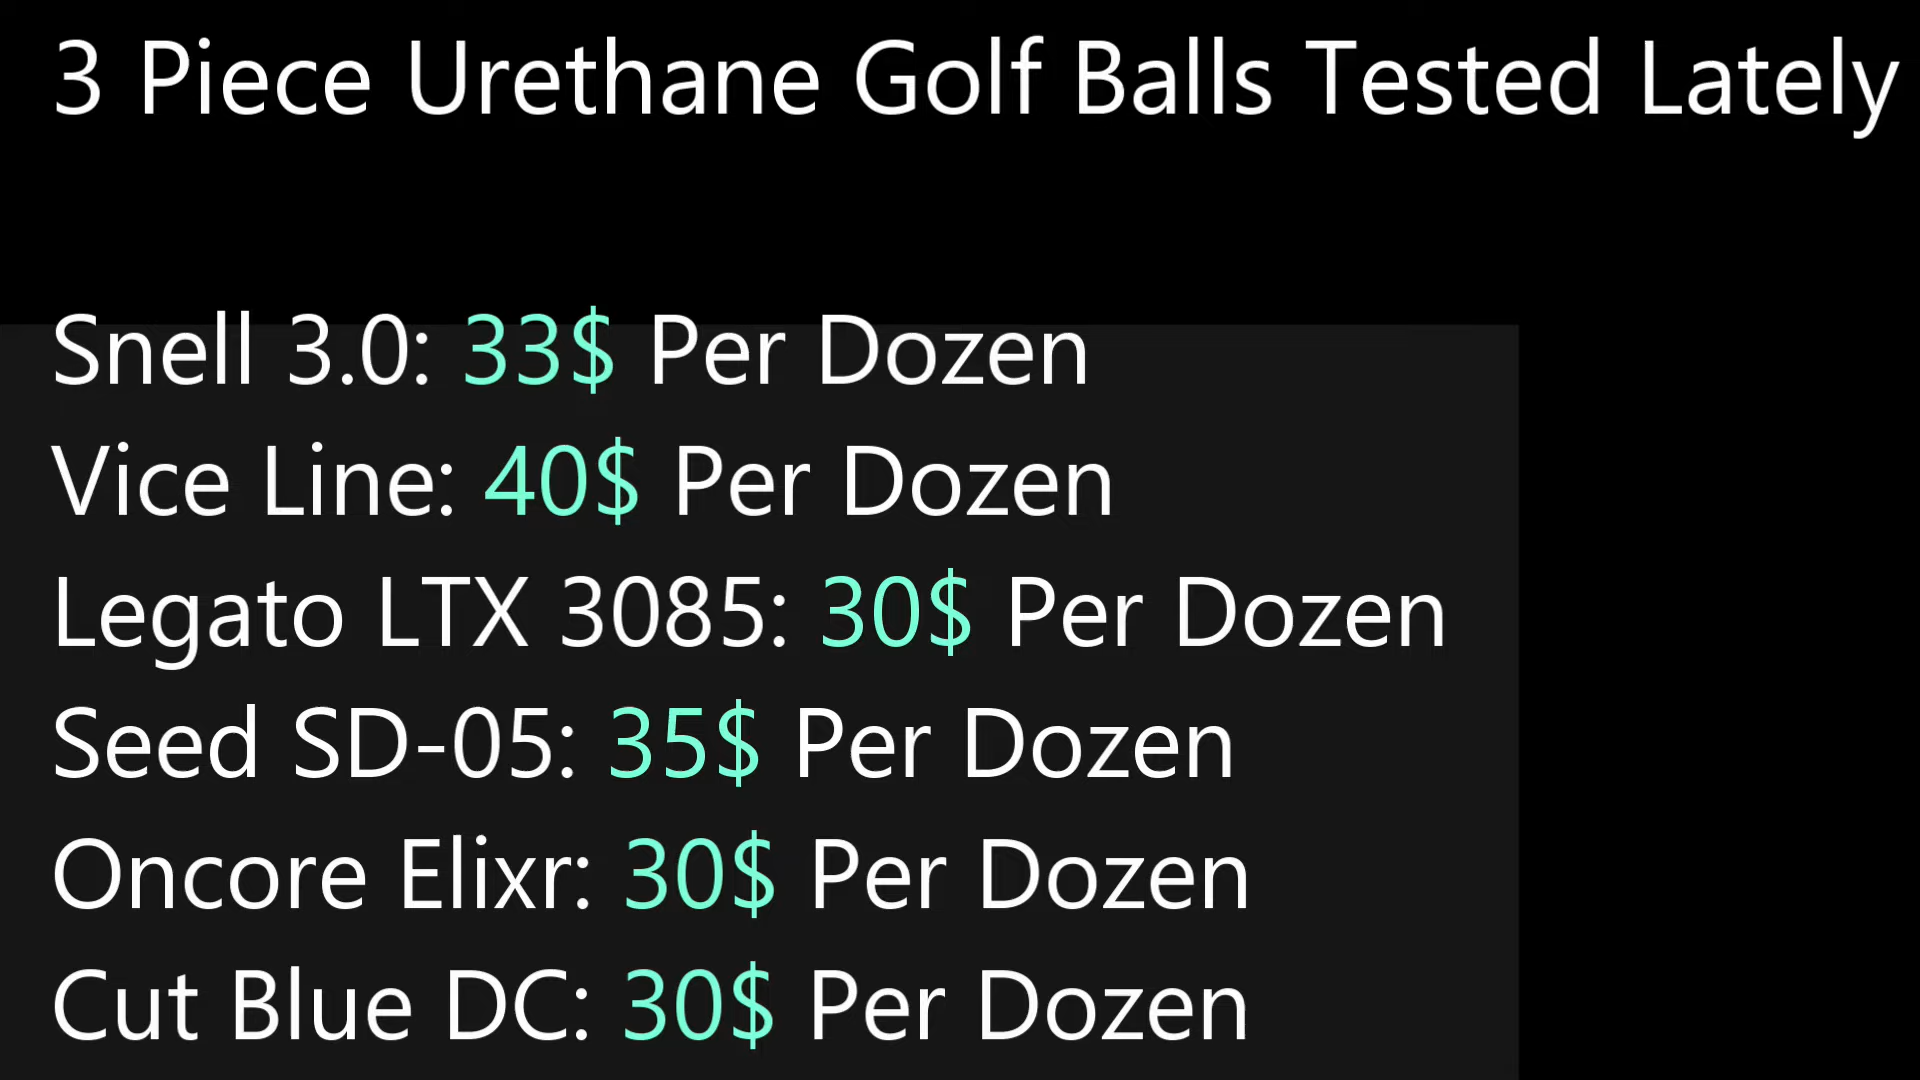 3 Piece Urethane Golf Balls Tested Lately
Snell 3.0: 33$ Per Dozen
Vice Line: 40$ Per Dozen
Legato LTX 3085: 30$ Per Dozen
Seed SD-05: 35$ Per Dozen
Oncore Elixr: 30$ Per Dozen
Cut Blue DC: 30$ Per Dozen